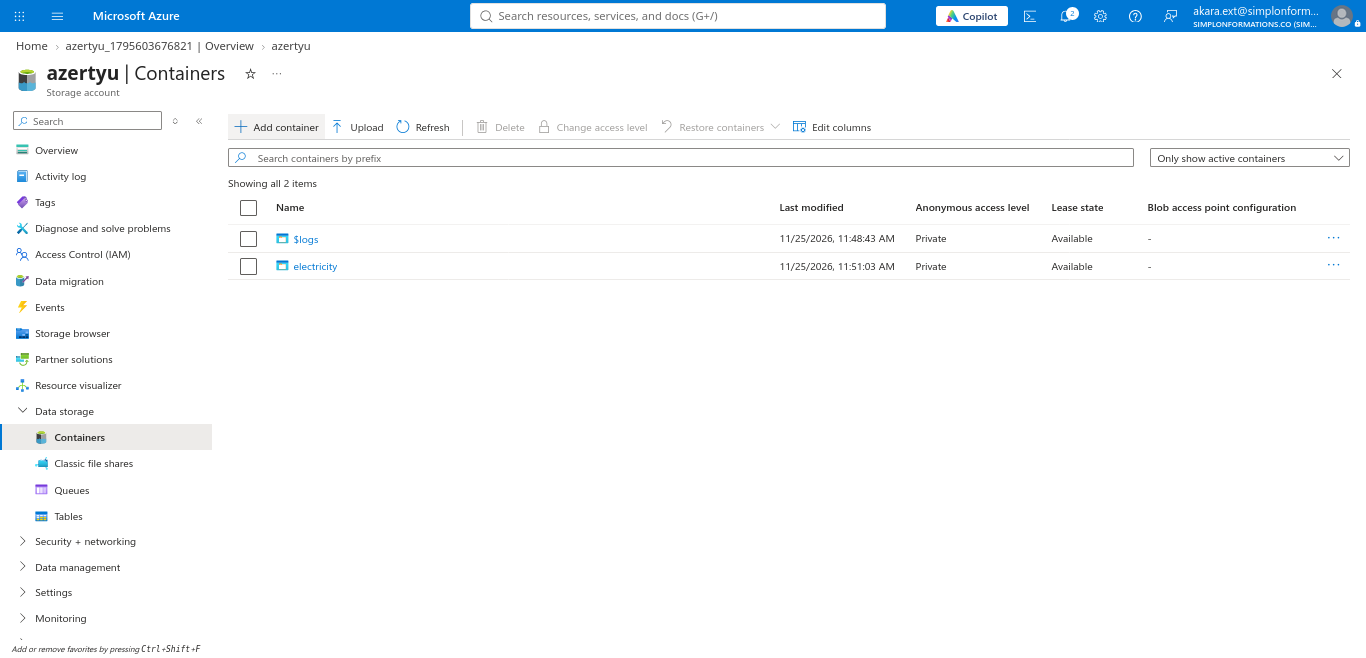 Microsoft Azure
Search resources, services, and docs (G+/)
Copilot
2
akara.ext@simplonform...
SIMPLONFORMATIONS.CO (SIM...
Home › azertyu_1795603676821 | Overview › azertyu
azertyu | Containers
Storage account
Search
Overview
Activity log
Tags
Diagnose and solve problems
Access Control (IAM)
Data migration
Events
Storage browser
Partner solutions
Resource visualizer
Data storage
Containers
Classic file shares
Queues
Tables
Security + networking
Data management
Settings
Monitoring
Add or remove favorites by pressing Ctrl+Shift+F
Add container Upload Refresh Delete Change access level Restore containers Edit columns
Search containers by prefix
Only show active containers
Showing all 2 items
Name Last modified Anonymous access level Lease state Blob access point configuration
$logs 11/25/2026, 11:48:43 AM Private Available -
electricity 11/25/2026, 11:51:03 AM Private Available -